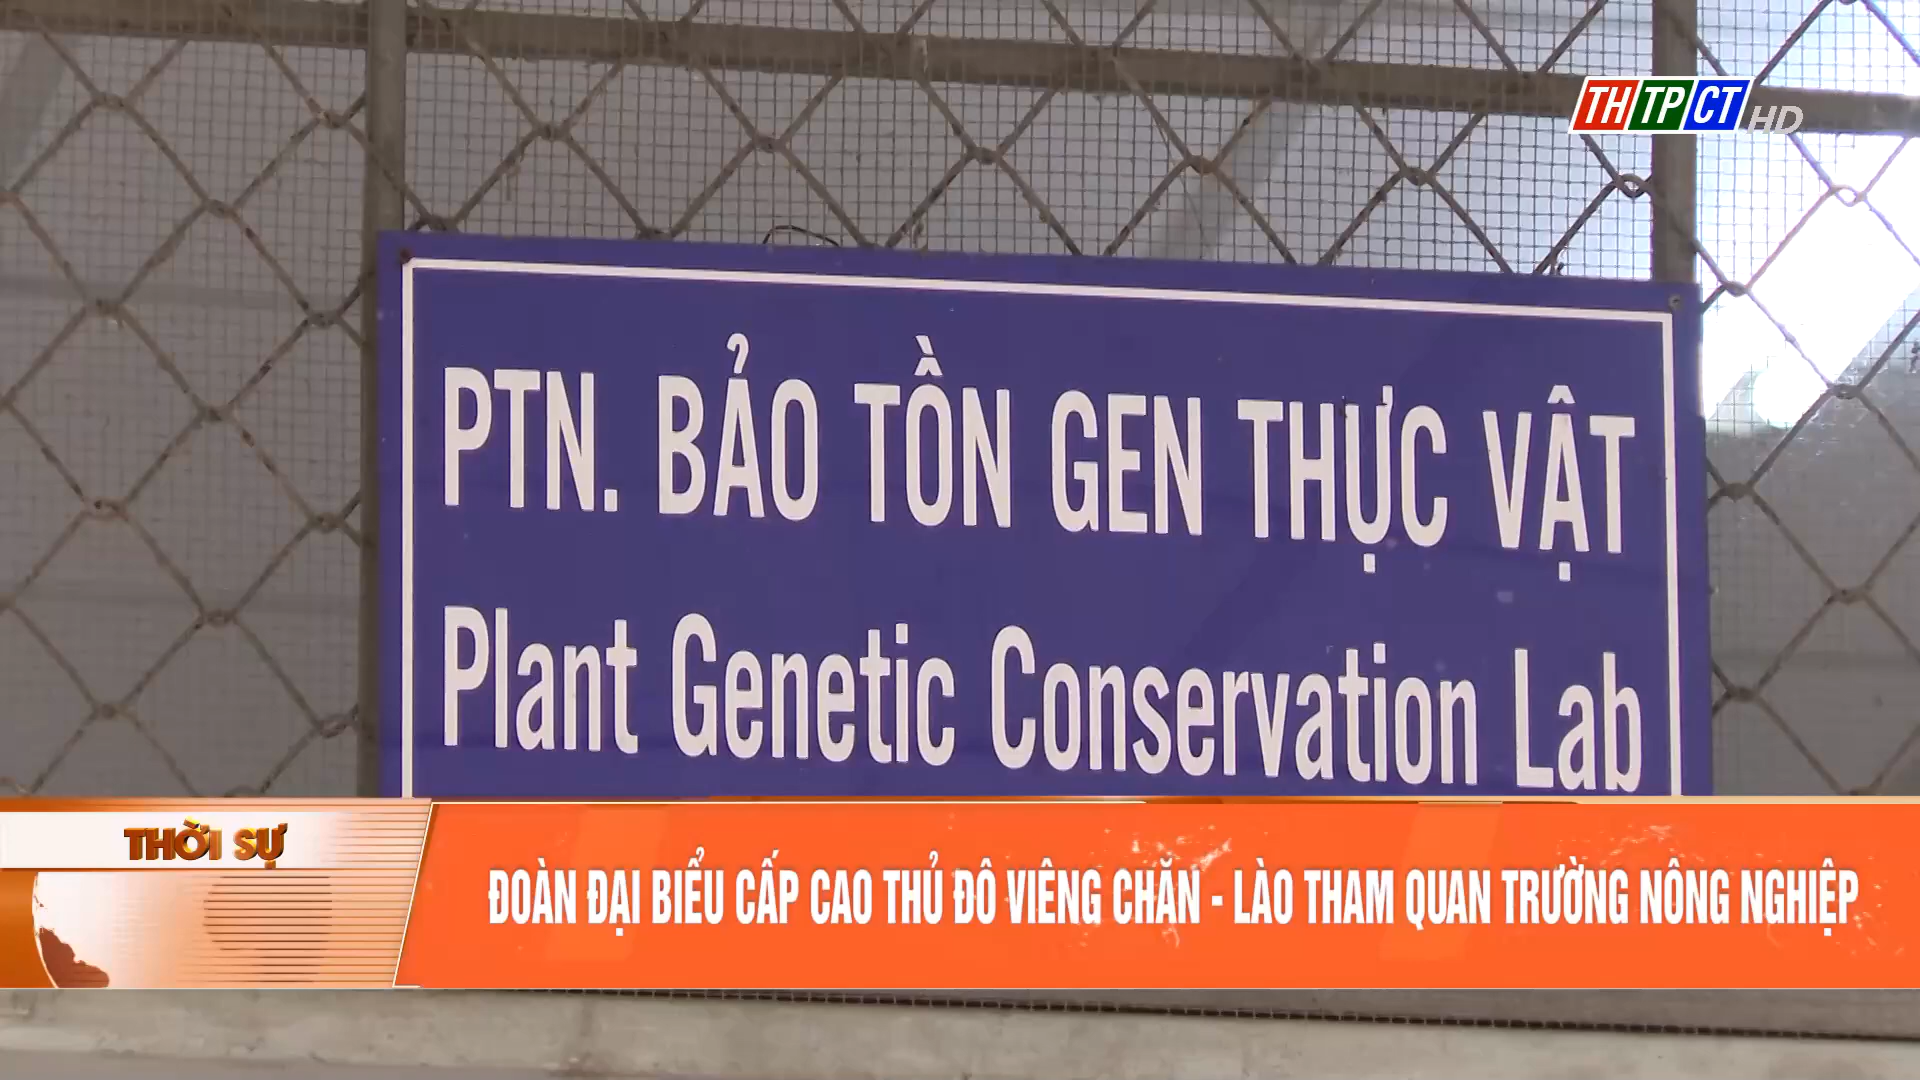 THTPCT HD
PTN. BẢO TỒN GEN THỰC VẬT
Plant Genetic Conservation Lab
THỜI SỰ
ĐOÀN ĐẠI BIỂU CẤP CAO THỦ ĐÔ VIÊNG CHĂN - LÀO THAM QUAN TRƯỜNG NÔNG NGHIỆP